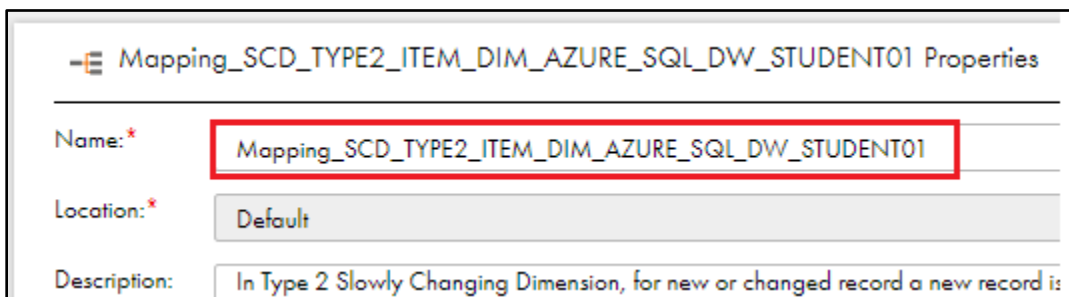 Mapping_SCD_TYPE2_ITEM_DIM_AZURE_SQL_DW_STUDENT01 Properties
Name:* Mapping_SCD_TYPE2_ITEM_DIM_AZURE_SQL_DW_STUDENT01
Location:* Default
Description: In Type 2 Slowly Changing Dimension, for new or changed record a new record is